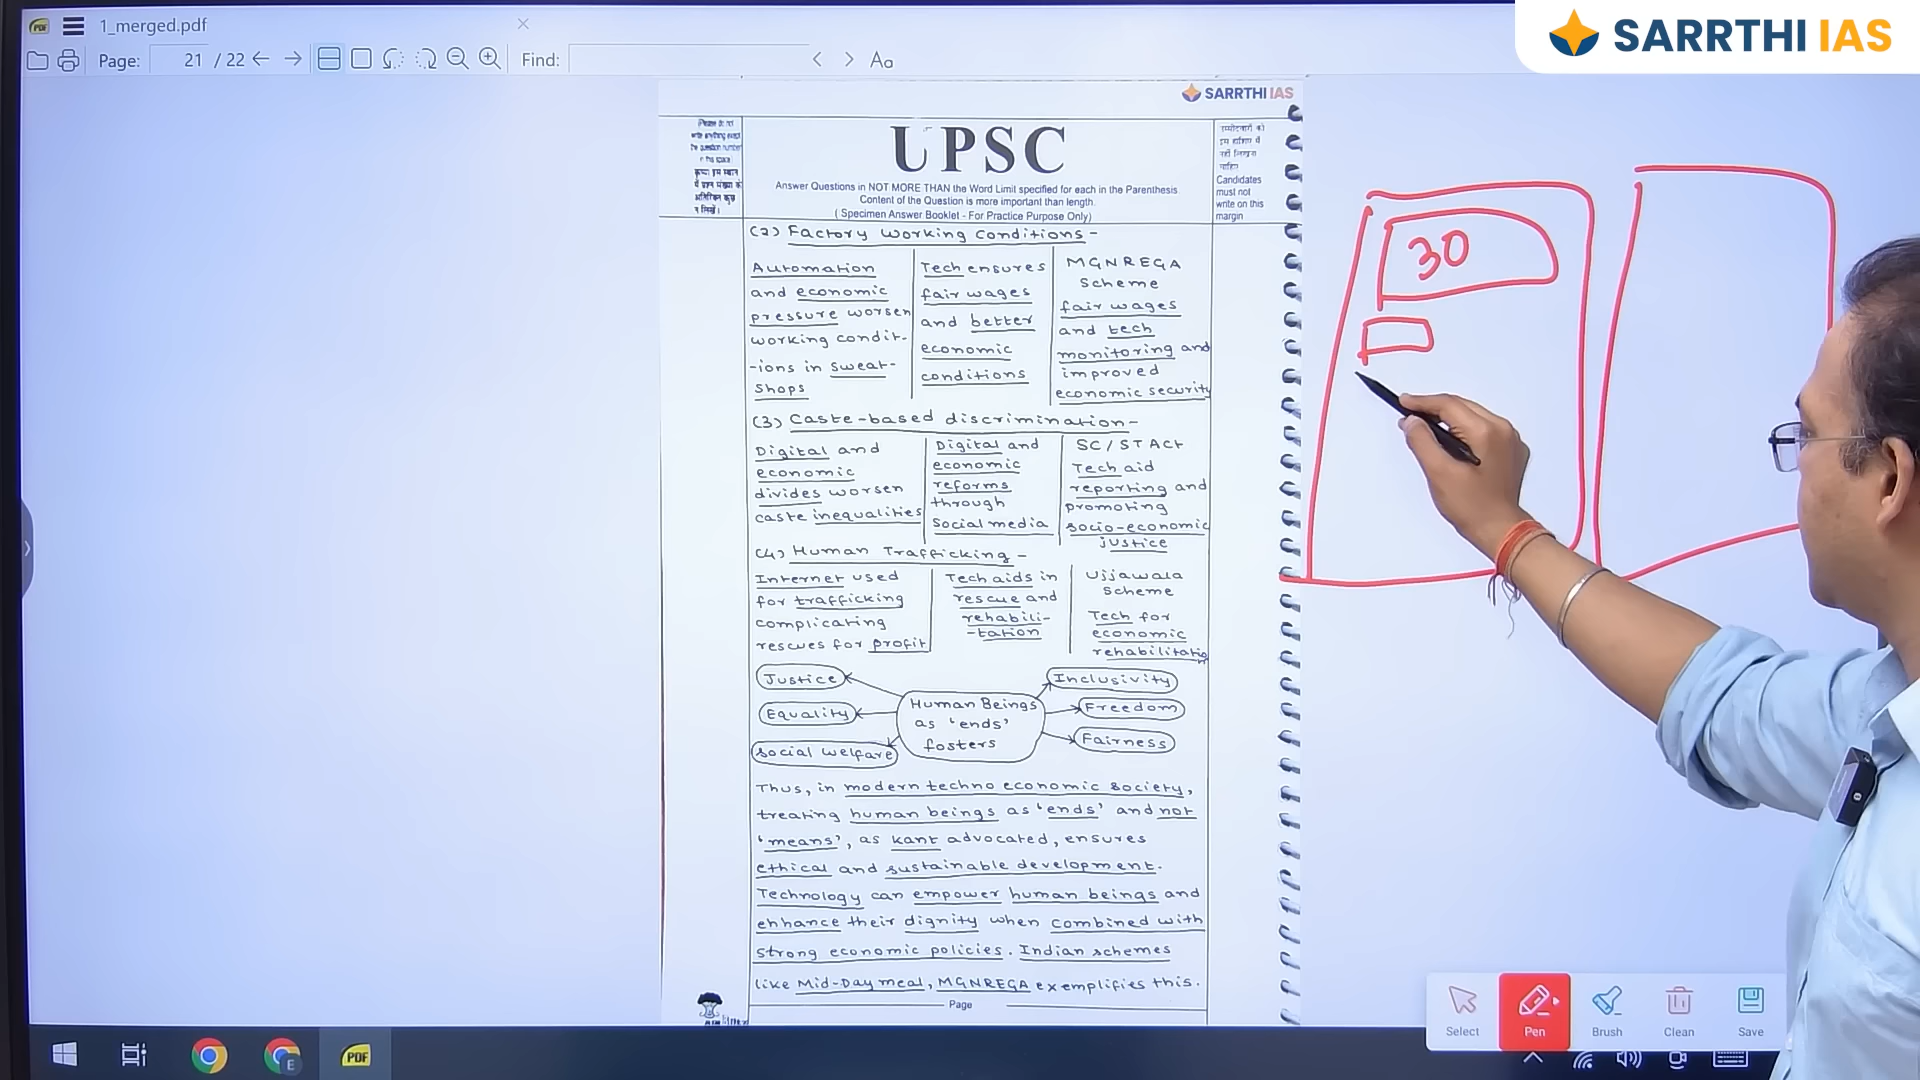 1_merged.pdf
SARRTHI IAS
Page: 21 / 22 Find: Aa
SARRTHI IAS
UPSC
Answer Questions in NOT MORE THAN the Word Limit specified for each in the Parenthesis.
Content of the Question is more important than length.
( Specimen Answer Booklet - For Practice Purpose Only)
Candidates
must not
write on this
margin
(2) Factory Working Conditions -
Automation
and economic
pressure worsen
working condit-
-ions in sweat-
shops
Tech ensures
fair wages
and better
economic
conditions
MGNREGA
Scheme
fair wages
and tech
monitoring and
improved
economic security
(3) Caste-based discrimination -
Digital and
economic
divides worsen
caste inequalities
Digital and
economic
reforms
through
social media
SC/ST Act
Tech aid
reporting and
promoting
socio-economic
justice
(4) Human Trafficking -
Internet used
for trafficking
complicating
rescues for profit
Tech aids in
rescue and
rehabili-
-tation
Ujjawala
Scheme
Tech for
economic
rehabilitation
Justice
Equality
social welfare
Human Beings
as 'ends'
fosters
Inclusivity
Freedom
Fairness
Thus, in modern techno economic society,
treating human beings as 'ends' and not
'means', as kant advocated, ensures
ethical and sustainable development.
Technology can empower human beings and
enhance their dignity when combined with
strong economic policies. Indian schemes
like Mid-Day meal, MGNREGA exemplifies this.
Page
30
Select
Pen
Brush
Clean
Save
PDF